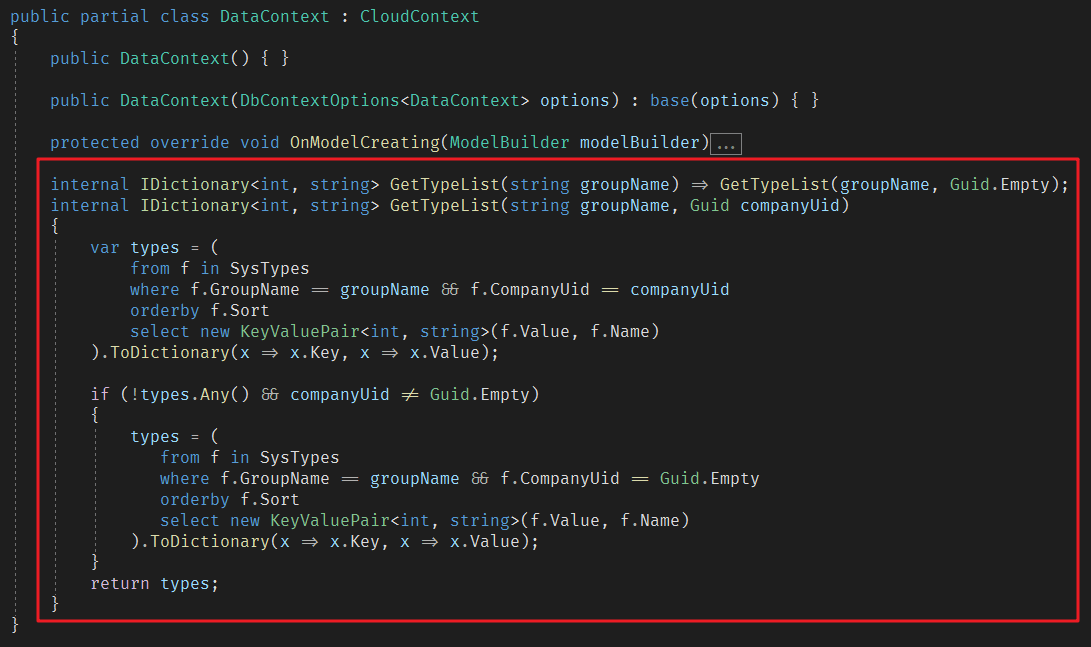 public partial class DataContext : CloudContext
{
    public DataContext() { }
    public DataContext(DbContextOptions<DataContext> options) : base(options) { }
    protected override void OnModelCreating(ModelBuilder modelBuilder)...
    internal IDictionary<int, string> GetTypeList(string groupName) => GetTypeList(groupName, Guid.Empty);
    internal IDictionary<int, string> GetTypeList(string groupName, Guid companyUid)
    {
        var types = (
            from f in SysTypes
            where f.GroupName == groupName && f.CompanyUid == companyUid
            orderby f.Sort
            select new KeyValuePair<int, string>(f.Value, f.Name)
        ).ToDictionary(x => x.Key, x => x.Value);
        if (!types.Any() && companyUid != Guid.Empty)
        {
            types = (
               from f in SysTypes
               where f.GroupName == groupName && f.CompanyUid == Guid.Empty
               orderby f.Sort
               select new KeyValuePair<int, string>(f.Value, f.Name)
            ).ToDictionary(x => x.Key, x => x.Value);
        }
        return types;
    }
}